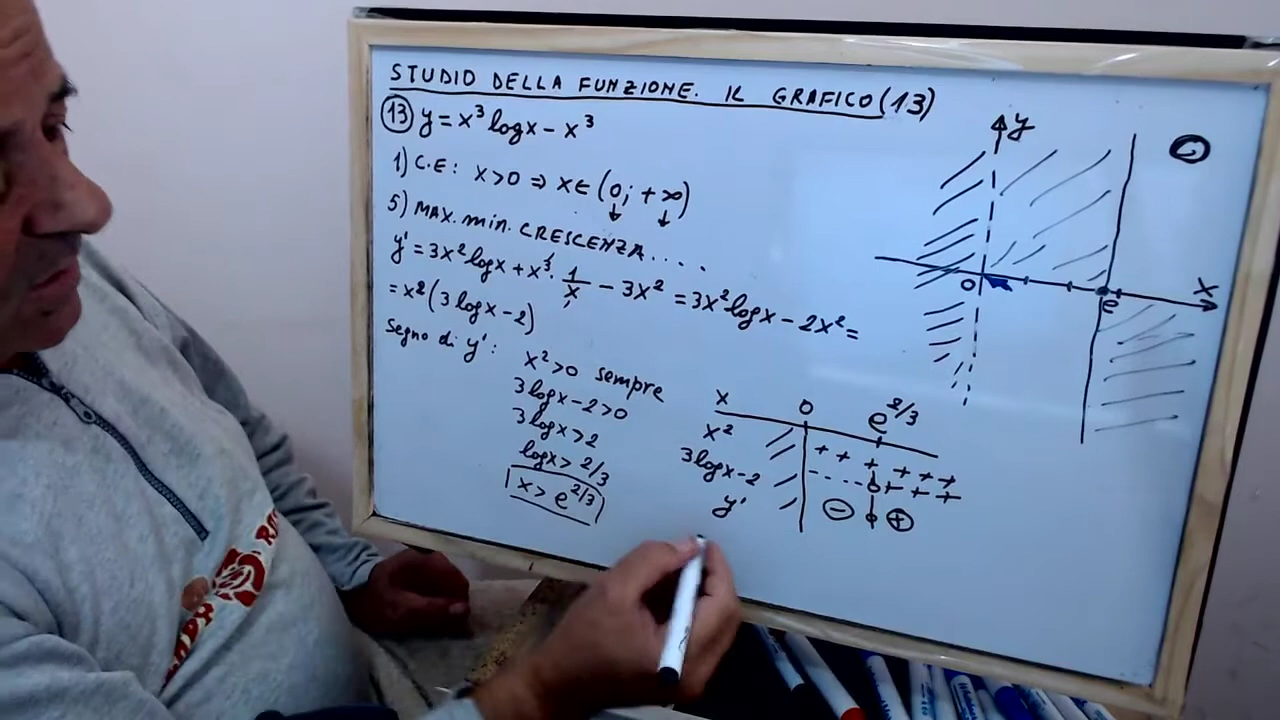 STUDIO DELLA FUNZIONE. IL GRAFICO (13)
13 y = x³ log x - x³
1) C.E: x > 0 ⇒ x ∈ (0; +∞)
5) MAX. min. CRESCENZA....
y' = 3x² log x + x³ · 1/x - 3x² = 3x² log x - 2x² =
= x² (3 log x - 2)
segno di y':
x² > 0 sempre
3 log x - 2 > 0
3 log x > 2
log x > 2/3
x > e^{2/3}
x 0 e^{2/3}
x² + + + + + +
3 log x - 2 - - - - 0 + + +
y' - 0 +
y
0 e x